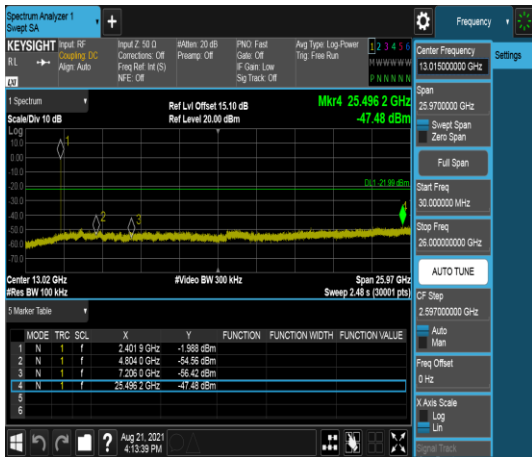 Spectrum Analyzer 1
Swept SA
+
Frequency
KEYSIGHT Input: RF Input Z: 50 Ω #Atten: 20 dB PNO: Fast Avg Type: Log-Power 1 2 3 4 5 6
RL Coupling: DC Corrections: Off Preamp: Off Gate: Off Trig: Free Run
Align: Auto Freq Ref: Int (S) IF Gain: Low M W W W W W
NFE: Off Sig Track: Off P N N N N N
LXI
1 Spectrum Ref Lvl Offset 15.10 dB Mkr4 25.496 2 GHz
Scale/Div 10 dB Ref Level 20.00 dBm -47.48 dBm
Log
10.0
0.00
-10.0
-20.0
-30.0
-40.0
-50.0
-60.0
-70.0
1
2
3
4
DL1 -21.99 dBm
Center 13.02 GHz #Video BW 300 kHz Span 25.97 GHz
#Res BW 100 kHz Sweep 2.48 s (30001 pts)
5 Marker Table
MODE TRC SCL X Y FUNCTION FUNCTION WIDTH FUNCTION VALUE
1 N 1 f 2.401 9 GHz -1.988 dBm
2 N 1 f 4.804 0 GHz -54.56 dBm
3 N 1 f 7.206 0 GHz -56.42 dBm
4 N 1 f 25.496 2 GHz -47.48 dBm
5
6
?
Aug 21, 2021
4:13:39 PM
Center Frequency
13.015000000 GHz
Settings
Span
25.9700000 GHz
Swept Span
Zero Span
Full Span
Start Freq
30.000000 MHz
Stop Freq
26.000000000 GHz
AUTO TUNE
CF Step
2.597000000 GHz
Auto
Man
Freq Offset
0 Hz
X Axis Scale
Log
Lin
Signal Track